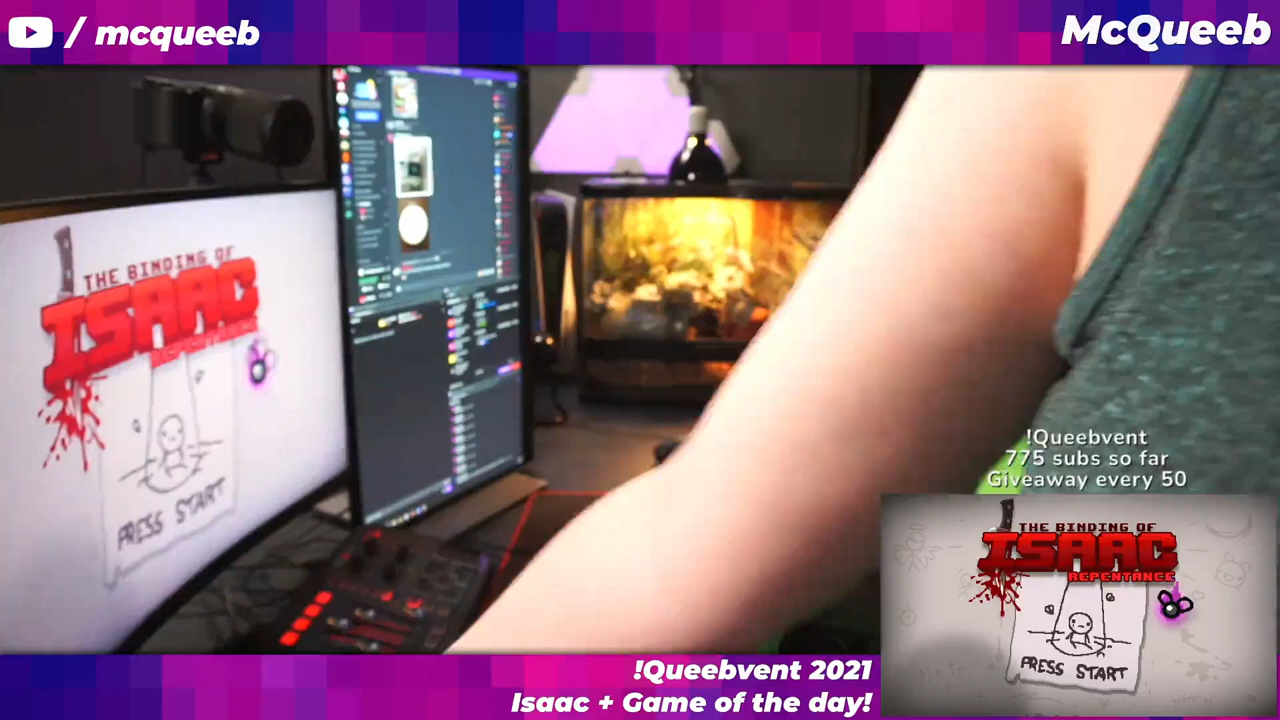 / mcqueeb
McQueeb
THE BINDING OF
ISAAC
REPENTANCE
PRESS START
!Queebvent
775 subs so far
Giveaway every 50
THE BINDING OF
ISAAC
REPENTANCE
PRESS START
!Queebvent 2021
Isaac + Game of the day!